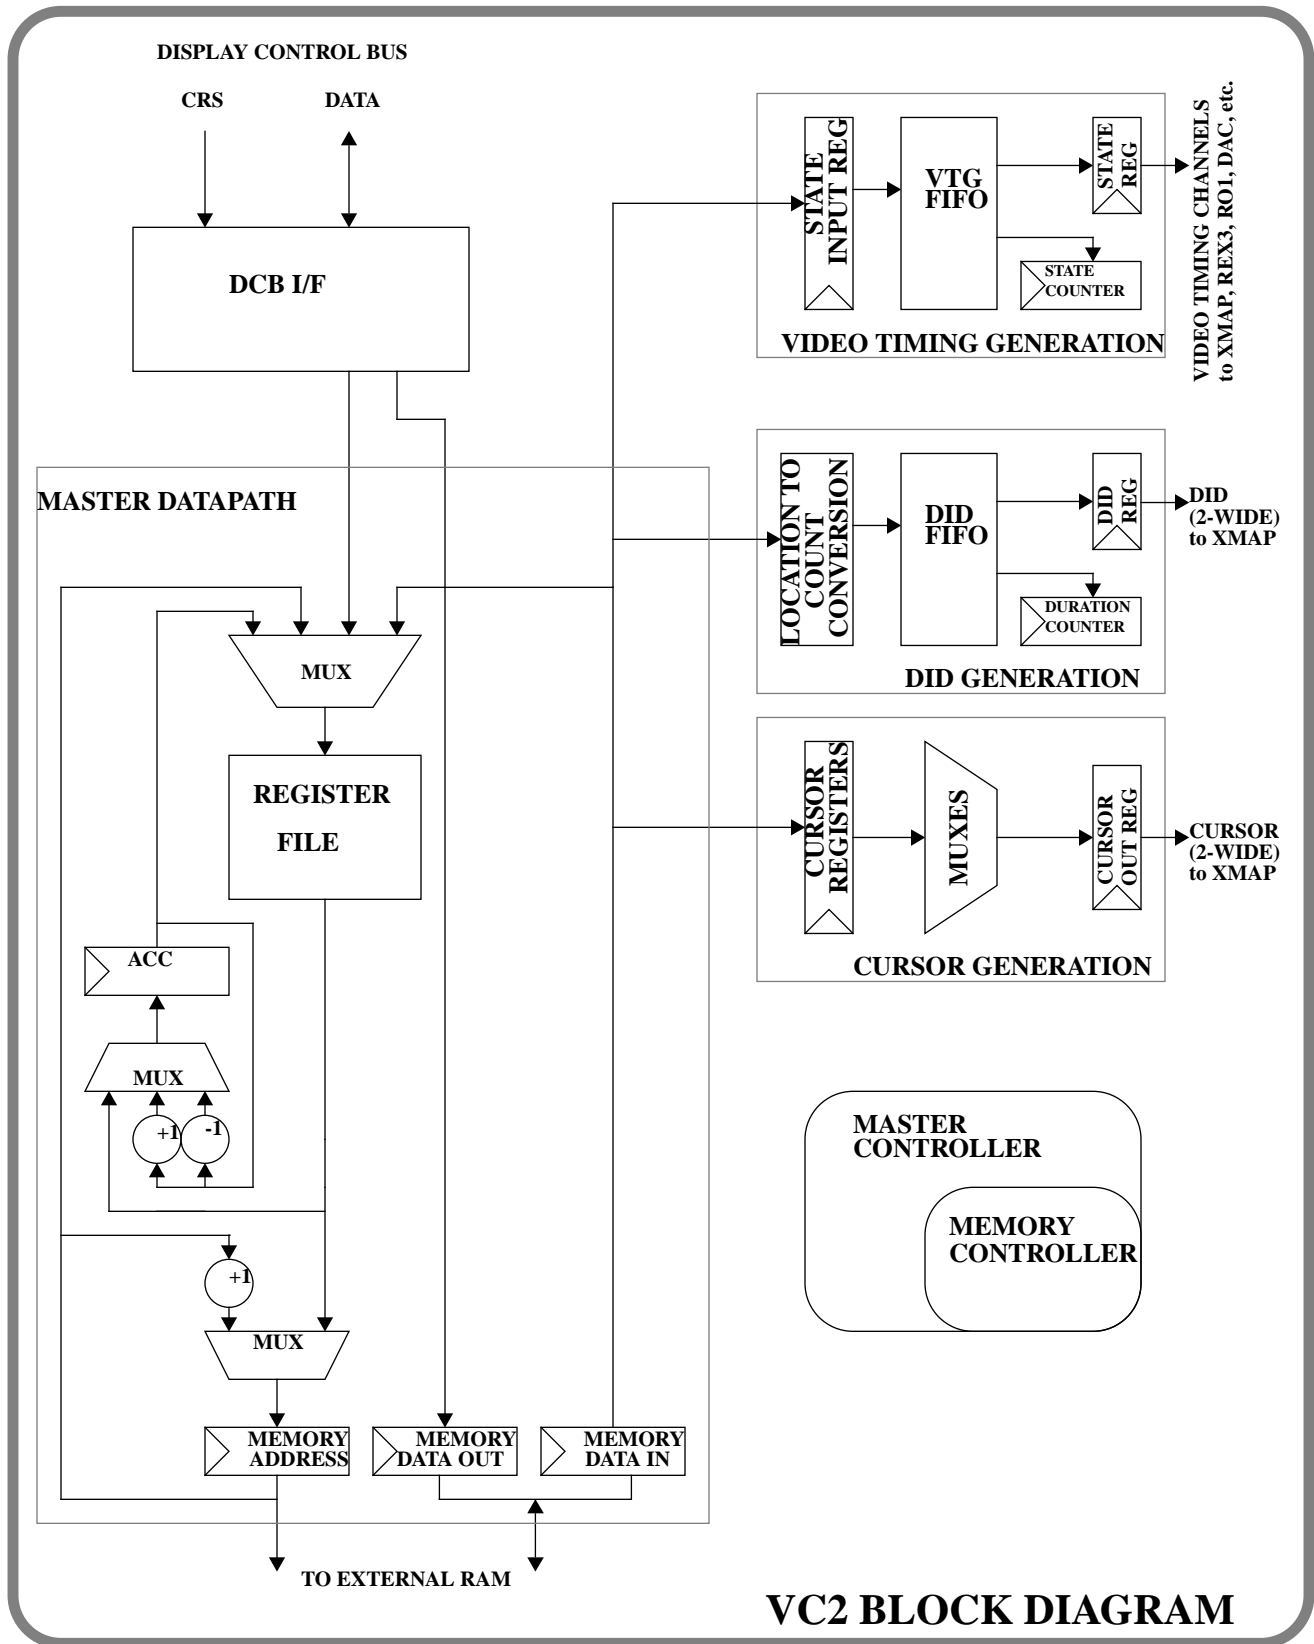 DISPLAY CONTROL BUS
CRS
DATA
DCB I/F
STATE
INPUT REG
VTG
FIFO
STATE
REG
STATE
COUNTER
VIDEO TIMING GENERATION
VIDEO TIMING CHANNELS
to XMAP, REX3, RO1, DAC, etc.
MASTER DATAPATH
LOCATION TO
COUNT
CONVERSION
DID
FIFO
DID
REG
DURATION
COUNTER
DID GENERATION
DID
(2-WIDE)
to XMAP
MUX
REGISTER
FILE
CURSOR
REGISTERS
MUXES
CURSOR
OUT REG
CURSOR GENERATION
CURSOR
(2-WIDE)
to XMAP
ACC
MUX
+1
-1
+1
MUX
MASTER
CONTROLLER
MEMORY
CONTROLLER
MEMORY
ADDRESS
MEMORY
DATA OUT
MEMORY
DATA IN
TO EXTERNAL RAM
VC2 BLOCK DIAGRAM